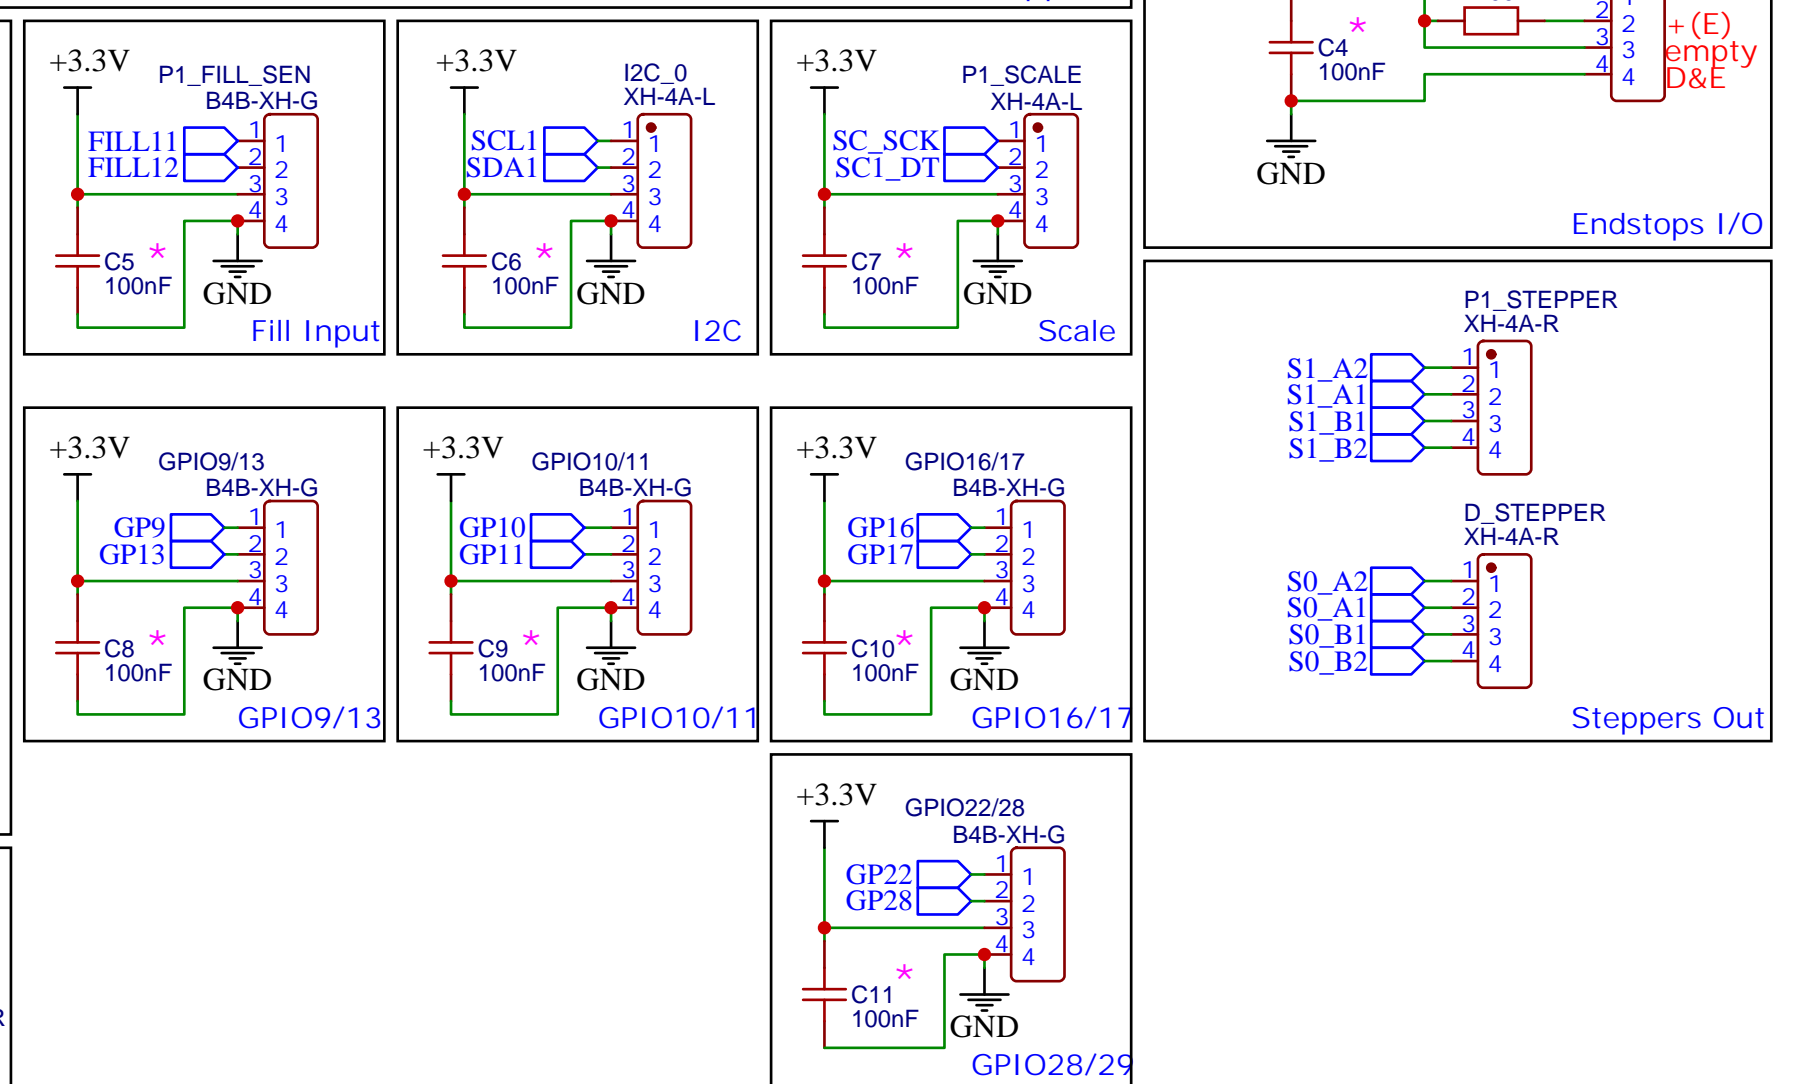 +3.3V
P1_FILL_SEN
B4B-XH-G
FILL11
FILL12
1
2
3
4
1
2
3
4
C5
*
100nF
GND
Fill Input
+3.3V
I2C_0
XH-4A-L
SCL1
SDA1
1
2
3
4
1
2
3
4
C6
*
100nF
GND
I2C
+3.3V
P1_SCALE
XH-4A-L
SC_SCK
SC1_DT
1
2
3
4
1
2
3
4
C7
*
100nF
GND
Scale
*
C4
100nF
GND
2
3
4
2
3
4
+(E)
empty
D&E
Endstops I/O
+3.3V
GPIO9/13
B4B-XH-G
GP9
GP13
1
2
3
4
1
2
3
4
C8
*
100nF
GND
GPIO9/13
+3.3V
GPIO10/11
B4B-XH-G
GP10
GP11
1
2
3
4
1
2
3
4
C9
*
100nF
GND
GPIO10/11
+3.3V
GPIO16/17
B4B-XH-G
GP16
GP17
1
2
3
4
1
2
3
4
C10
*
100nF
GND
GPIO16/17
P1_STEPPER
XH-4A-R
S1_A2
S1_A1
S1_B1
S1_B2
1
2
3
4
1
2
3
4
D_STEPPER
XH-4A-R
S0_A2
S0_A1
S0_B1
S0_B2
1
2
3
4
1
2
3
4
Steppers Out
+3.3V
GPIO22/28
B4B-XH-G
GP22
GP28
1
2
3
4
1
2
3
4
C11
*
100nF
GND
GPIO28/29